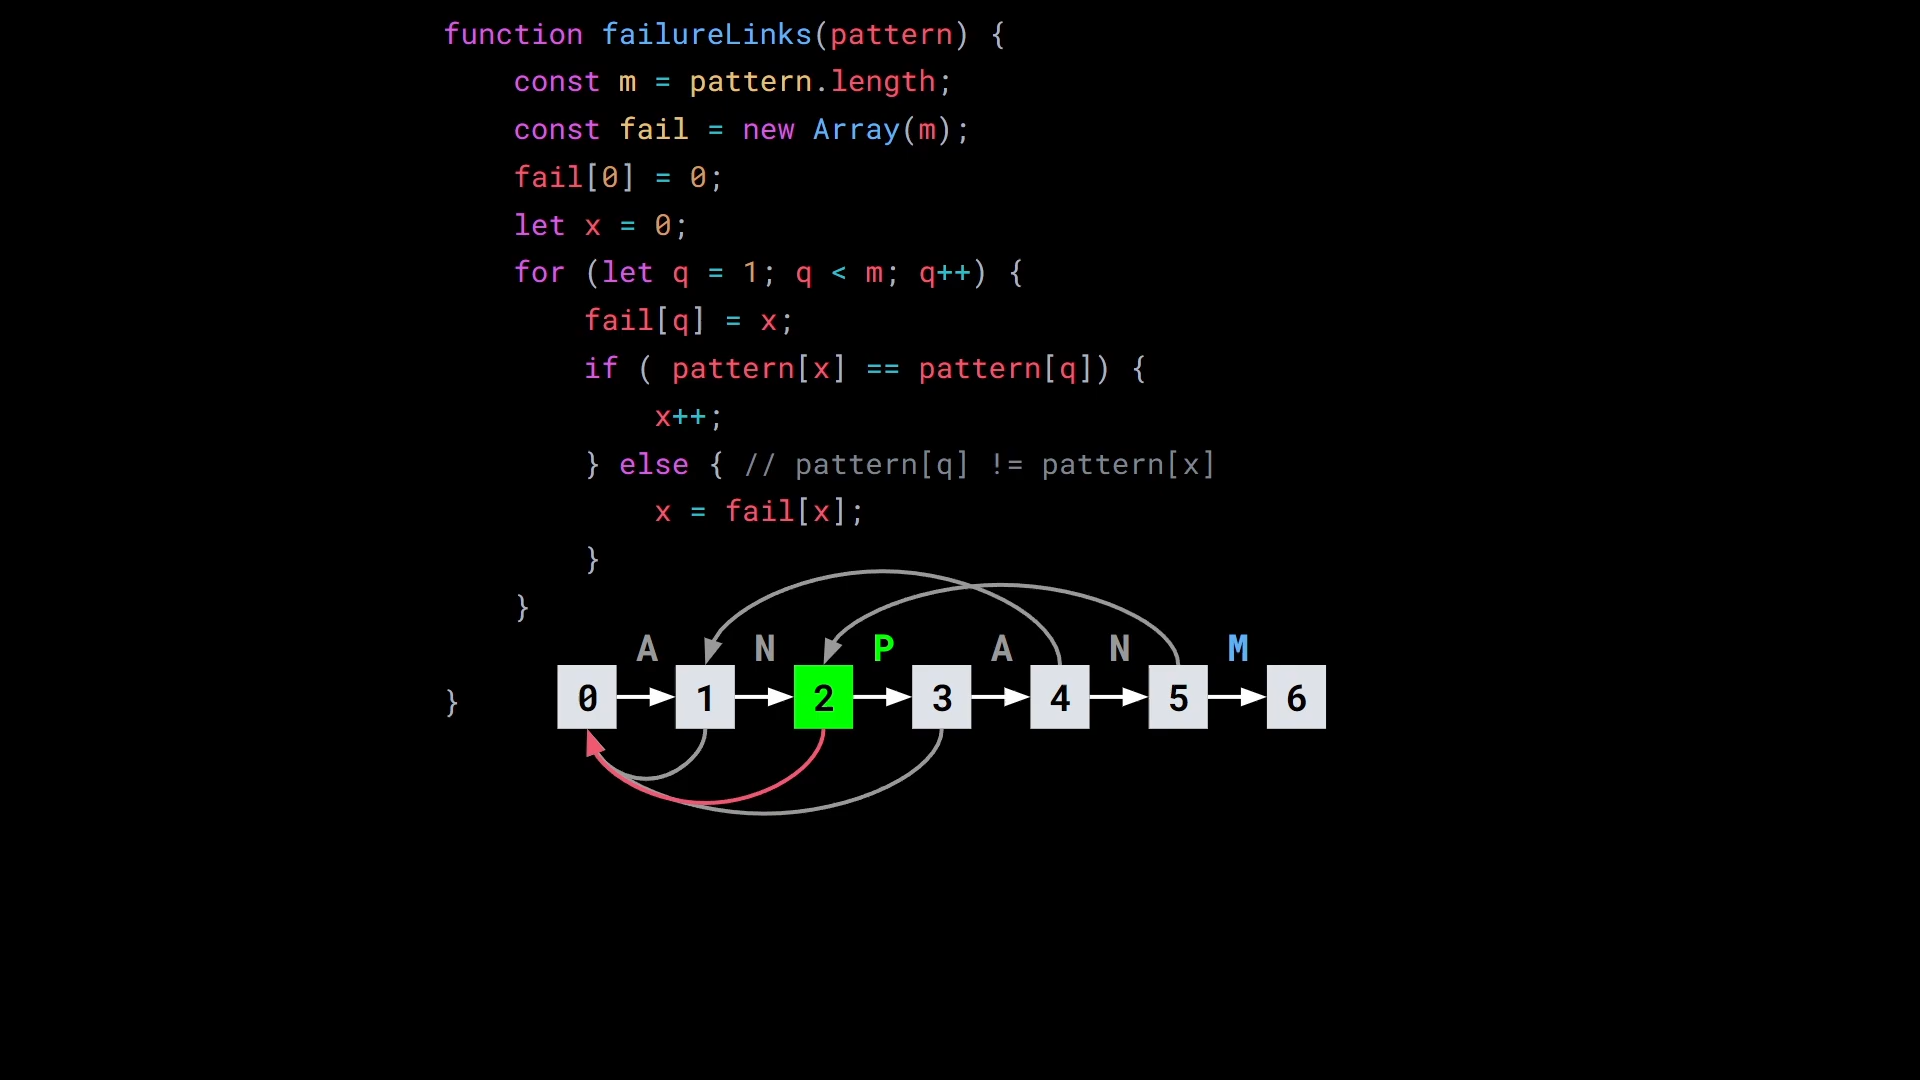 function failureLinks(pattern) {
    const m = pattern.length;
    const fail = new Array(m);
    fail[0] = 0;
    let x = 0;
    for (let q = 1; q < m; q++) {
        fail[q] = x;
        if ( pattern[x] == pattern[q]) {
            x++;
        } else { // pattern[q] != pattern[x]
            x = fail[x];
        }
    }
A N P A N M
} 0 1 2 3 4 5 6